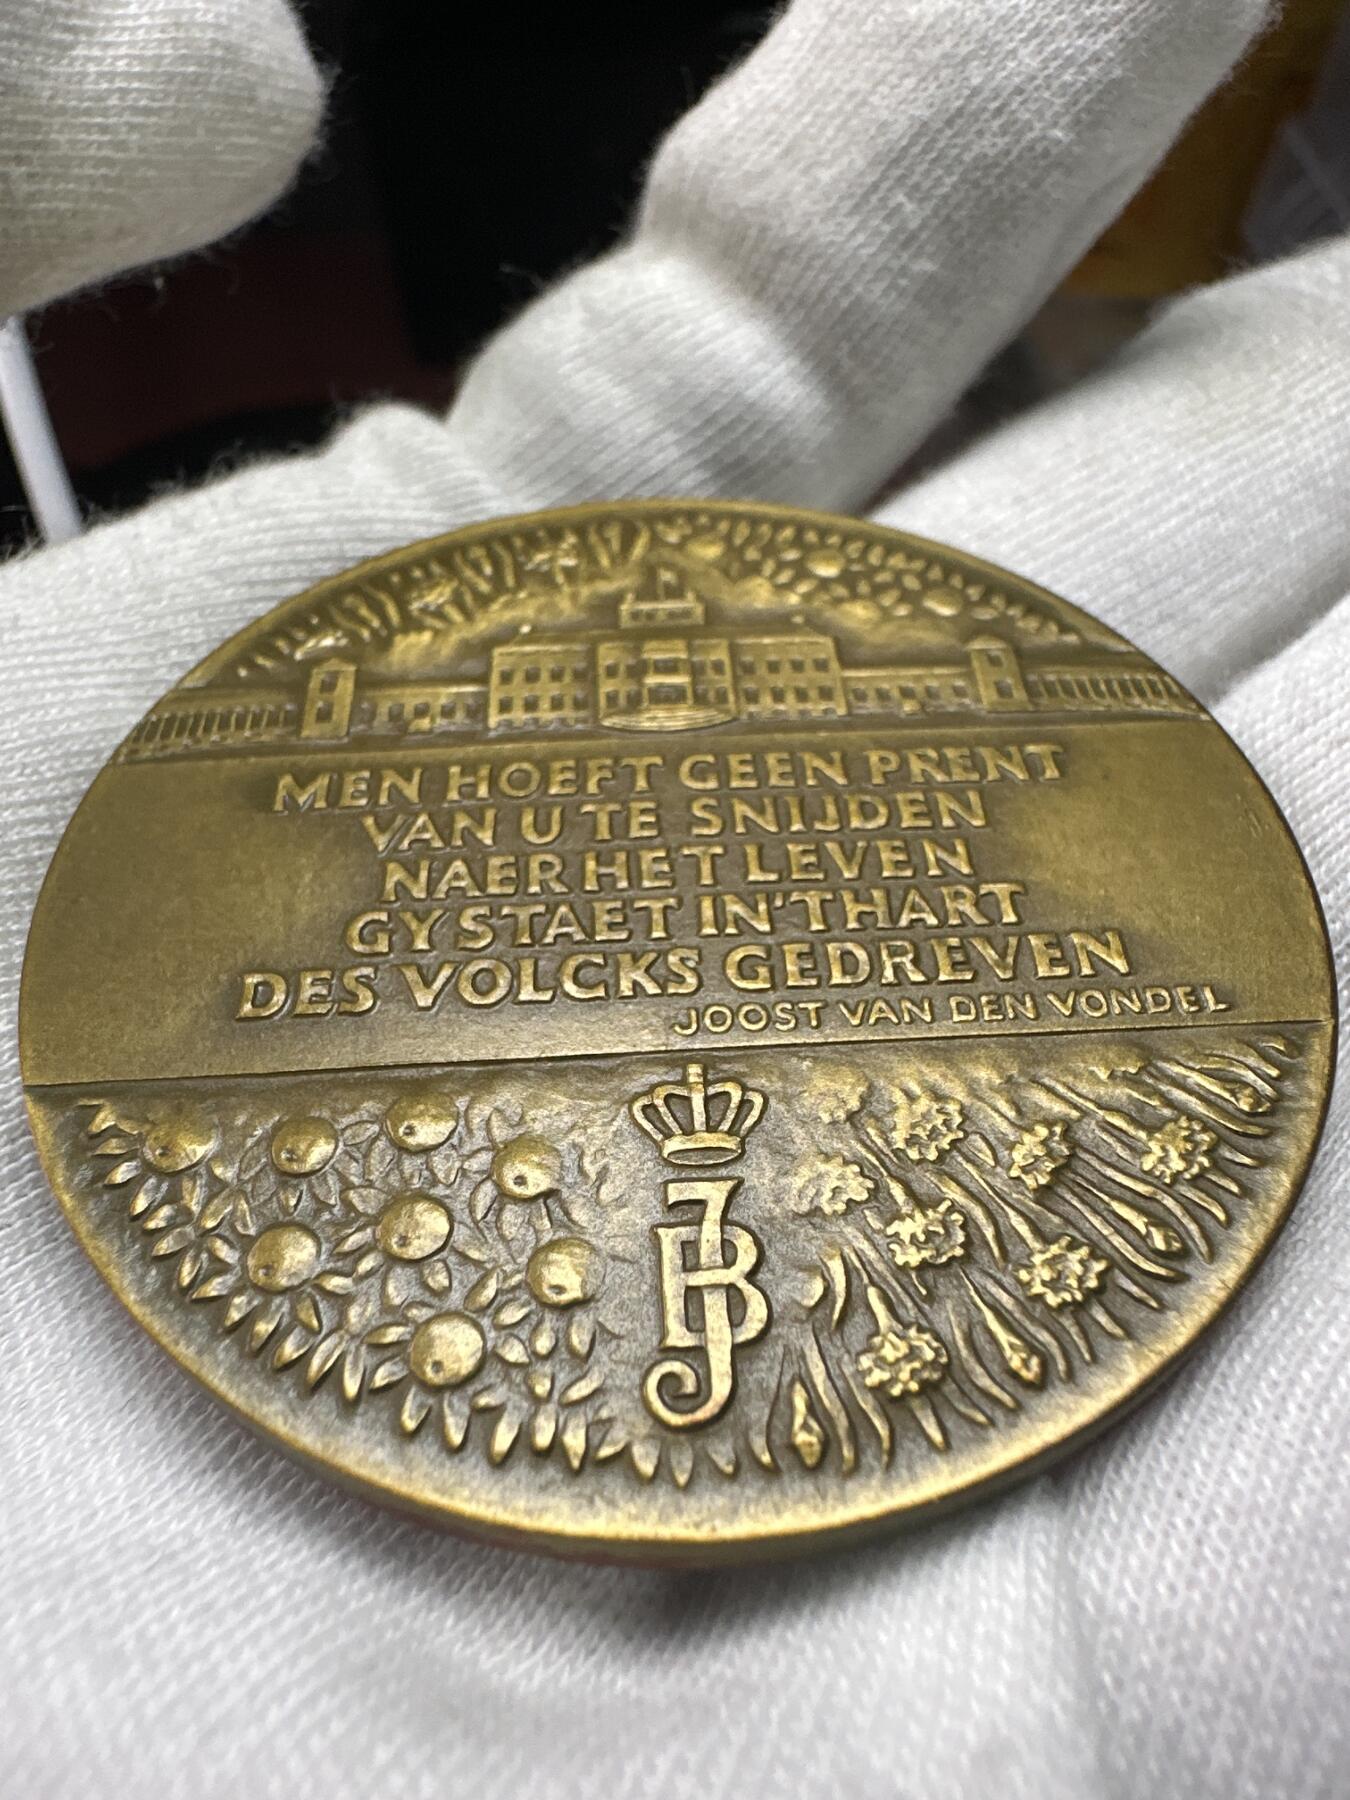 MEN HOEFT GEEN PRENT
VAN U TE SNIJDEN
NAER HET LEVEN
GY STAET IN'T HART
DES VOLCKS GEDREVEN
JOOST VAN DEN VONDEL
JB